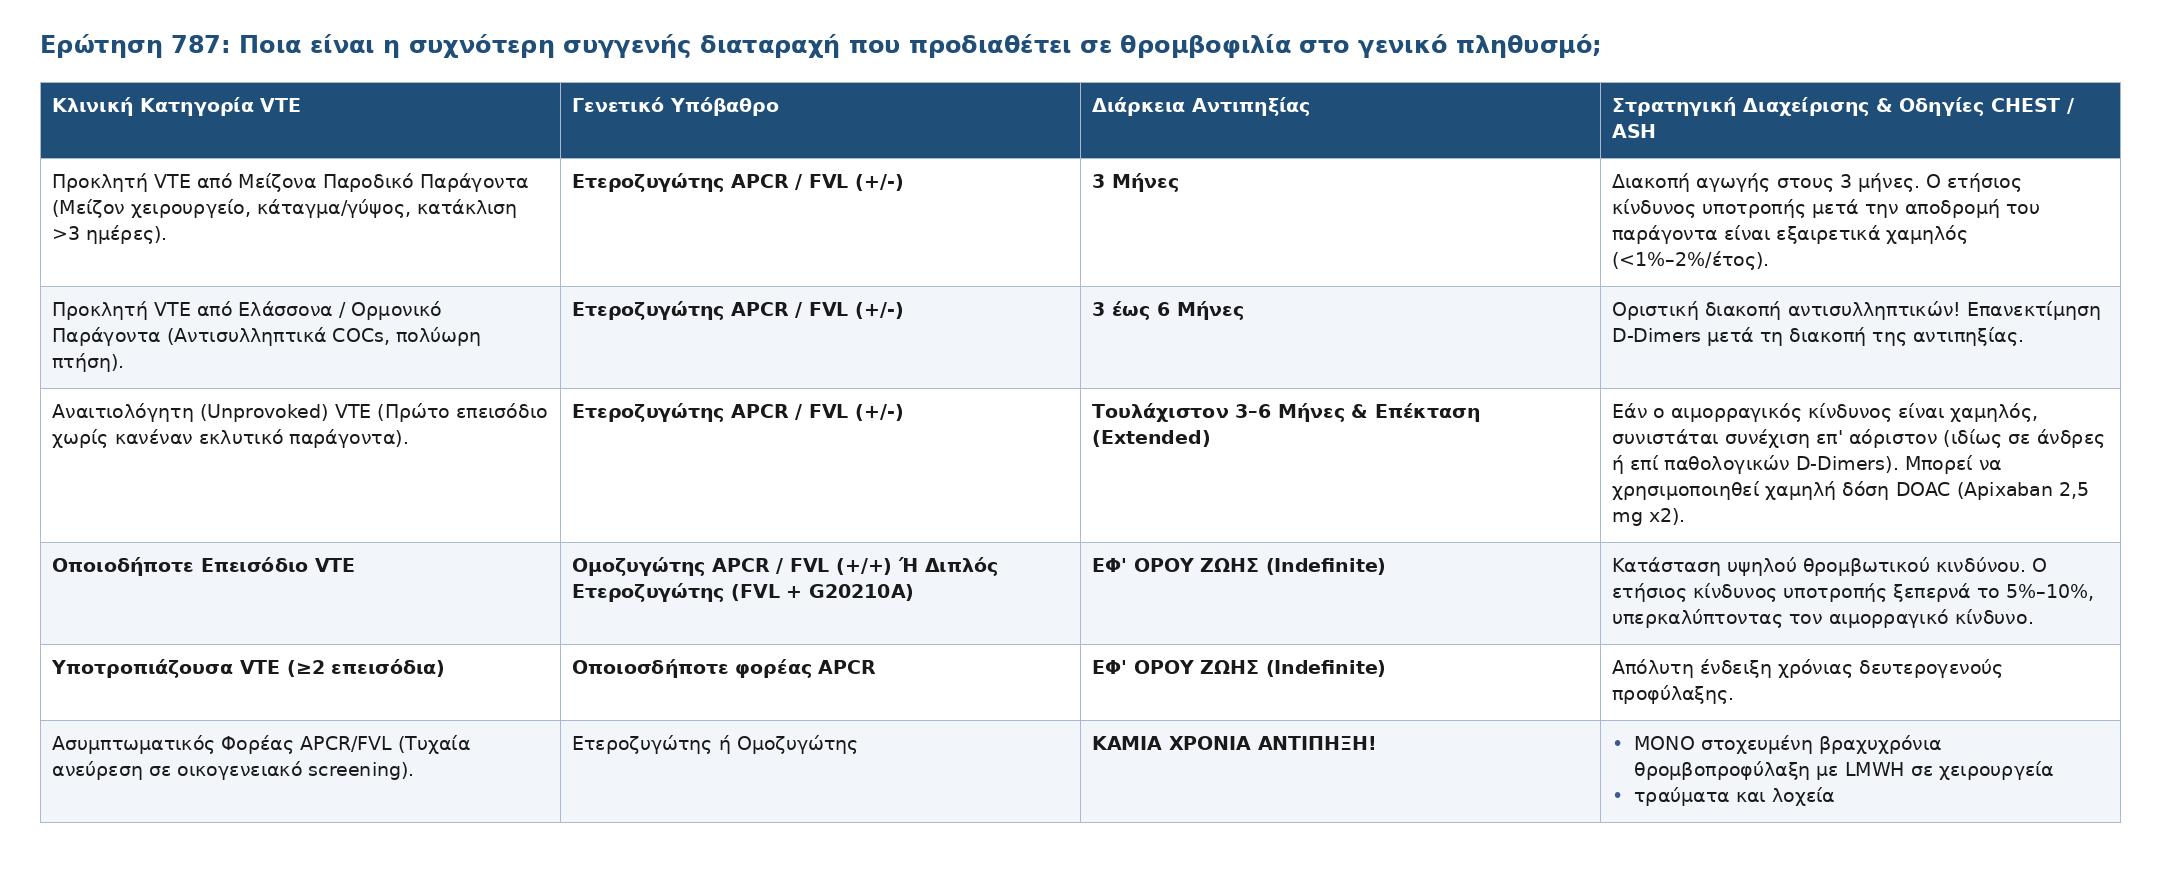 Ερώτηση 787: Ποια είναι η συχνότερη συγγενής διαταραχή που προδιαθέτει σε θρομβοφιλία στο γενικό πληθυσμό;
Κλινική Κατηγορία VTE
Γενετικό Υπόβαθρο
Διάρκεια Αντιπηξίας
Στρατηγική Διαχείρισης & Οδηγίες CHEST /
ASH
Προκλητή VTE από Μείζονα Παροδικό Παράγοντα
(Μείζον χειρουργείο, κάταγμα/γύψος, κατάκλιση
>3 ημέρες).
Ετεροζυγώτης APCR / FVL (+/-)
3 Μήνες
Διακοπή αγωγής στους 3 μήνες. Ο ετήσιος
κίνδυνος υποτροπής μετά την αποδρομή του
παράγοντα είναι εξαιρετικά χαμηλός
(<1%–2%/έτος).
Προκλητή VTE από Ελάσσονα / Ορμονικό
Παράγοντα (Αντισυλληπτικά COCs, πολύωρη
πτήση).
Ετεροζυγώτης APCR / FVL (+/-)
3 έως 6 Μήνες
Οριστική διακοπή αντισυλληπτικών! Επανεκτίμηση
D-Dimers μετά τη διακοπή της αντιπηξίας.
Αναιτιολόγητη (Unprovoked) VTE (Πρώτο επεισόδιο
χωρίς κανέναν εκλυτικό παράγοντα).
Ετεροζυγώτης APCR / FVL (+/-)
Τουλάχιστον 3–6 Μήνες & Επέκταση
(Extended)
Εάν ο αιμορραγικός κίνδυνος είναι χαμηλός,
συνιστάται συνέχιση επ' αόριστον (ιδίως σε άνδρες
ή επί παθολογικών D-Dimers). Μπορεί να
χρησιμοποιηθεί χαμηλή δόση DOAC (Apixaban 2,5
mg x2).
Οποιοδήποτε Επεισόδιο VTE
Ομοζυγώτης APCR / FVL (+/+) Ή Διπλός
Ετεροζυγώτης (FVL + G20210A)
ΕΦ' ΟΡΟΥ ΖΩΗΣ (Indefinite)
Κατάσταση υψηλού θρομβωτικού κινδύνου. Ο
ετήσιος κίνδυνος υποτροπής ξεπερνά το 5%–10%,
υπερκαλύπτοντας τον αιμορραγικό κίνδυνο.
Υποτροπιάζουσα VTE (≥2 επεισόδια)
Οποιοσδήποτε φορέας APCR
ΕΦ' ΟΡΟΥ ΖΩΗΣ (Indefinite)
Απόλυτη ένδειξη χρόνιας δευτερογενούς
προφύλαξης.
Ασυμπτωματικός Φορέας APCR/FVL (Τυχαία
ανεύρεση σε οικογενειακό screening).
Ετεροζυγώτης ή Ομοζυγώτης
ΚΑΜΙΑ ΧΡΟΝΙΑ ΑΝΤΙΠΗΞΗ!
• ΜΟΝΟ στοχευμένη βραχυχρόνια
θρομβοπροφύλαξη με LMWH σε χειρουργεία
• τραύματα και λοχεία